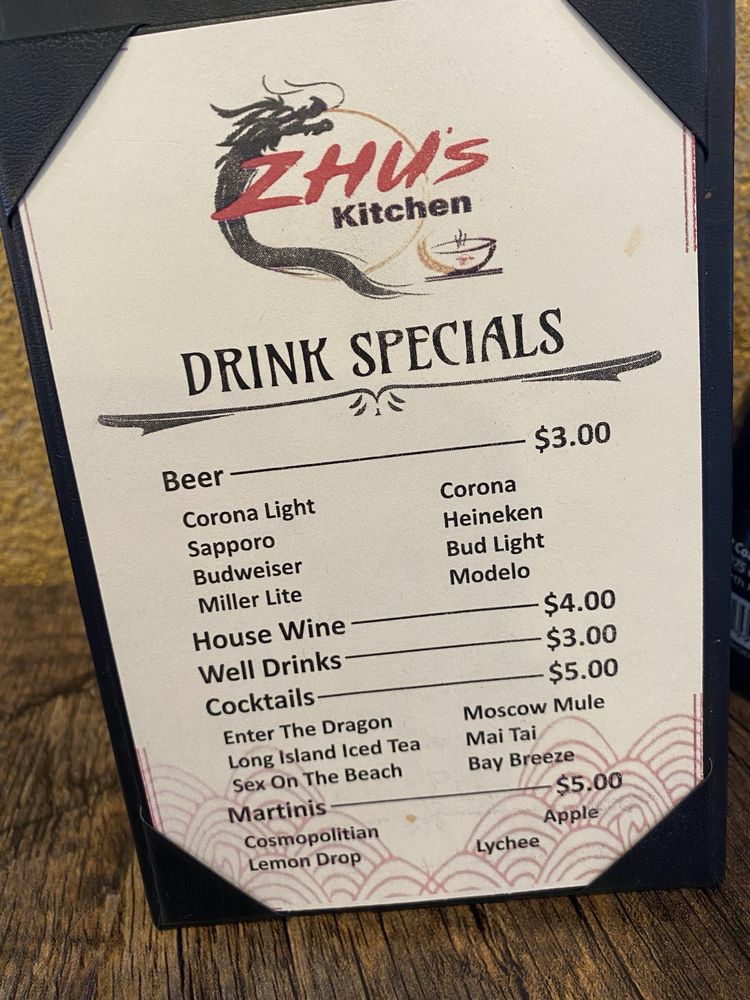 ZHU's
Kitchen
DRINK SPECIALS
Beer $3.00
Corona Light Corona
Sapporo Heineken
Budweiser Bud Light
Miller Lite Modelo
House Wine $4.00
Well Drinks $3.00
Cocktails $5.00
Enter The Dragon Moscow Mule
Long Island Iced Tea Mai Tai
Sex On The Beach Bay Breeze
Martinis $5.00
Cosmopolitian Apple
Lemon Drop Lychee